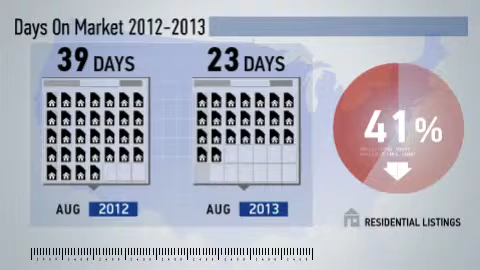 Days On Market 2012-2013
39 DAYS
23 DAYS
41%
AUG 2012
AUG 2013
RESIDENTIAL LISTINGS